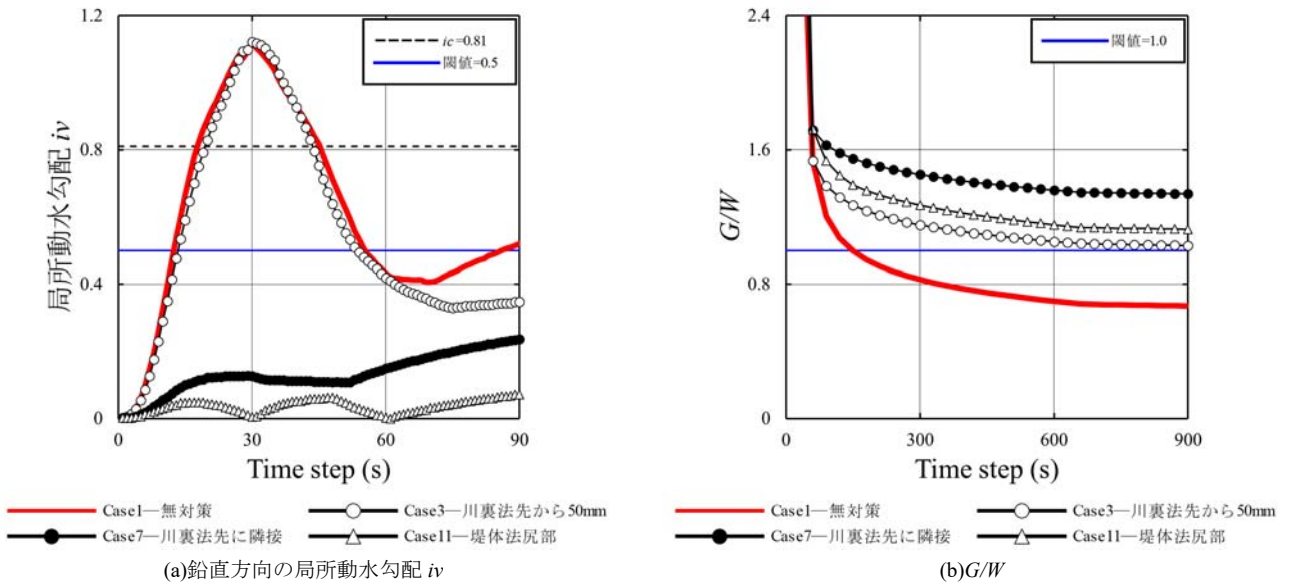 1.2
0.8
0.4
0
局所動水勾配 iv
ic=0.81
閾値=0.5
1 30 60 90
Time step (s)
Case1―無対策
Case3―川裏法先から50mm
Case7―川裏法先に隣接
Case11―堤体法尻部
(a)鉛直方向の局所動水勾配 iv
2.4
1.6
0.8
0
G/W
閾値=1.0
0 300 600 900
Time step (s)
Case1―無対策
Case3―川裏法先から50mm
Case7―川裏法先に隣接
Case11―堤体法尻部
(b)G/W